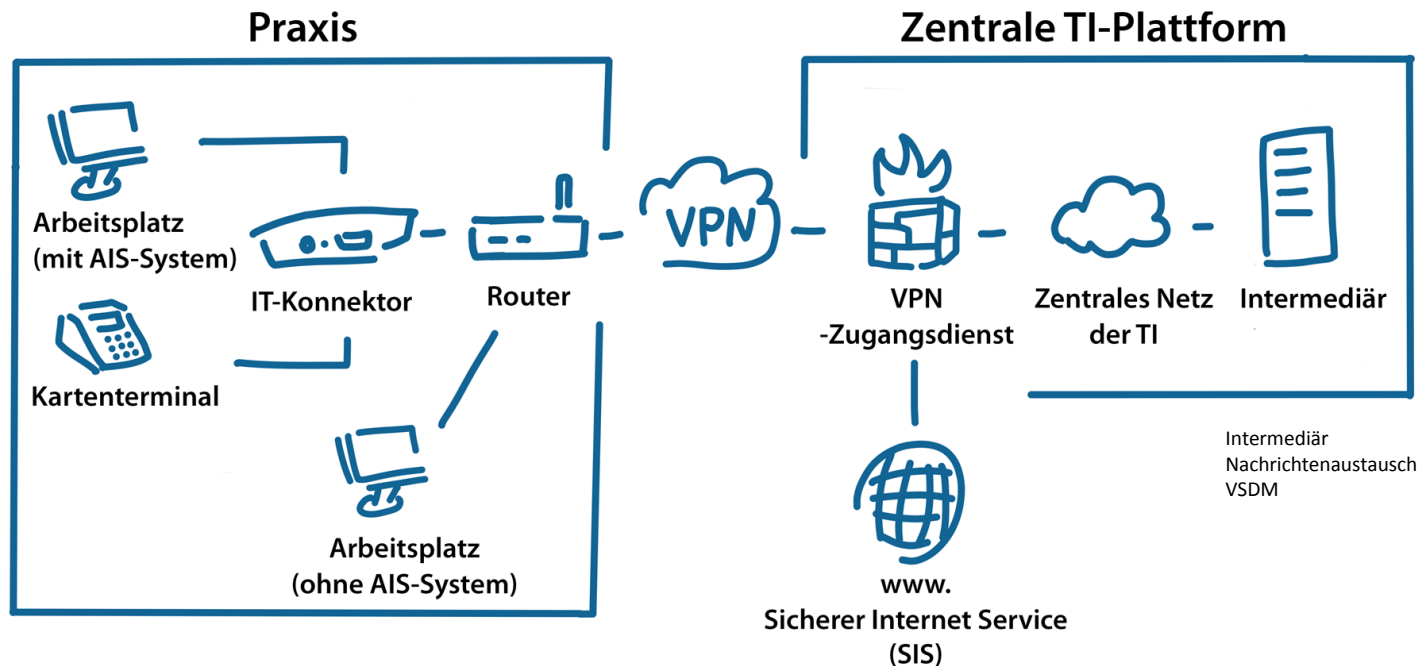 Praxis
Zentrale TI-Plattform
Arbeitsplatz
(mit AIS-System)
IT-Konnektor
Router
Kartenterminal
Arbeitsplatz
(ohne AIS-System)
VPN
VPN
-Zugangsdienst
Zentrales Netz
der TI
Intermediär
www.
Sicherer Internet Service
(SIS)
Intermediär
Nachrichtenaustausch
VSDM